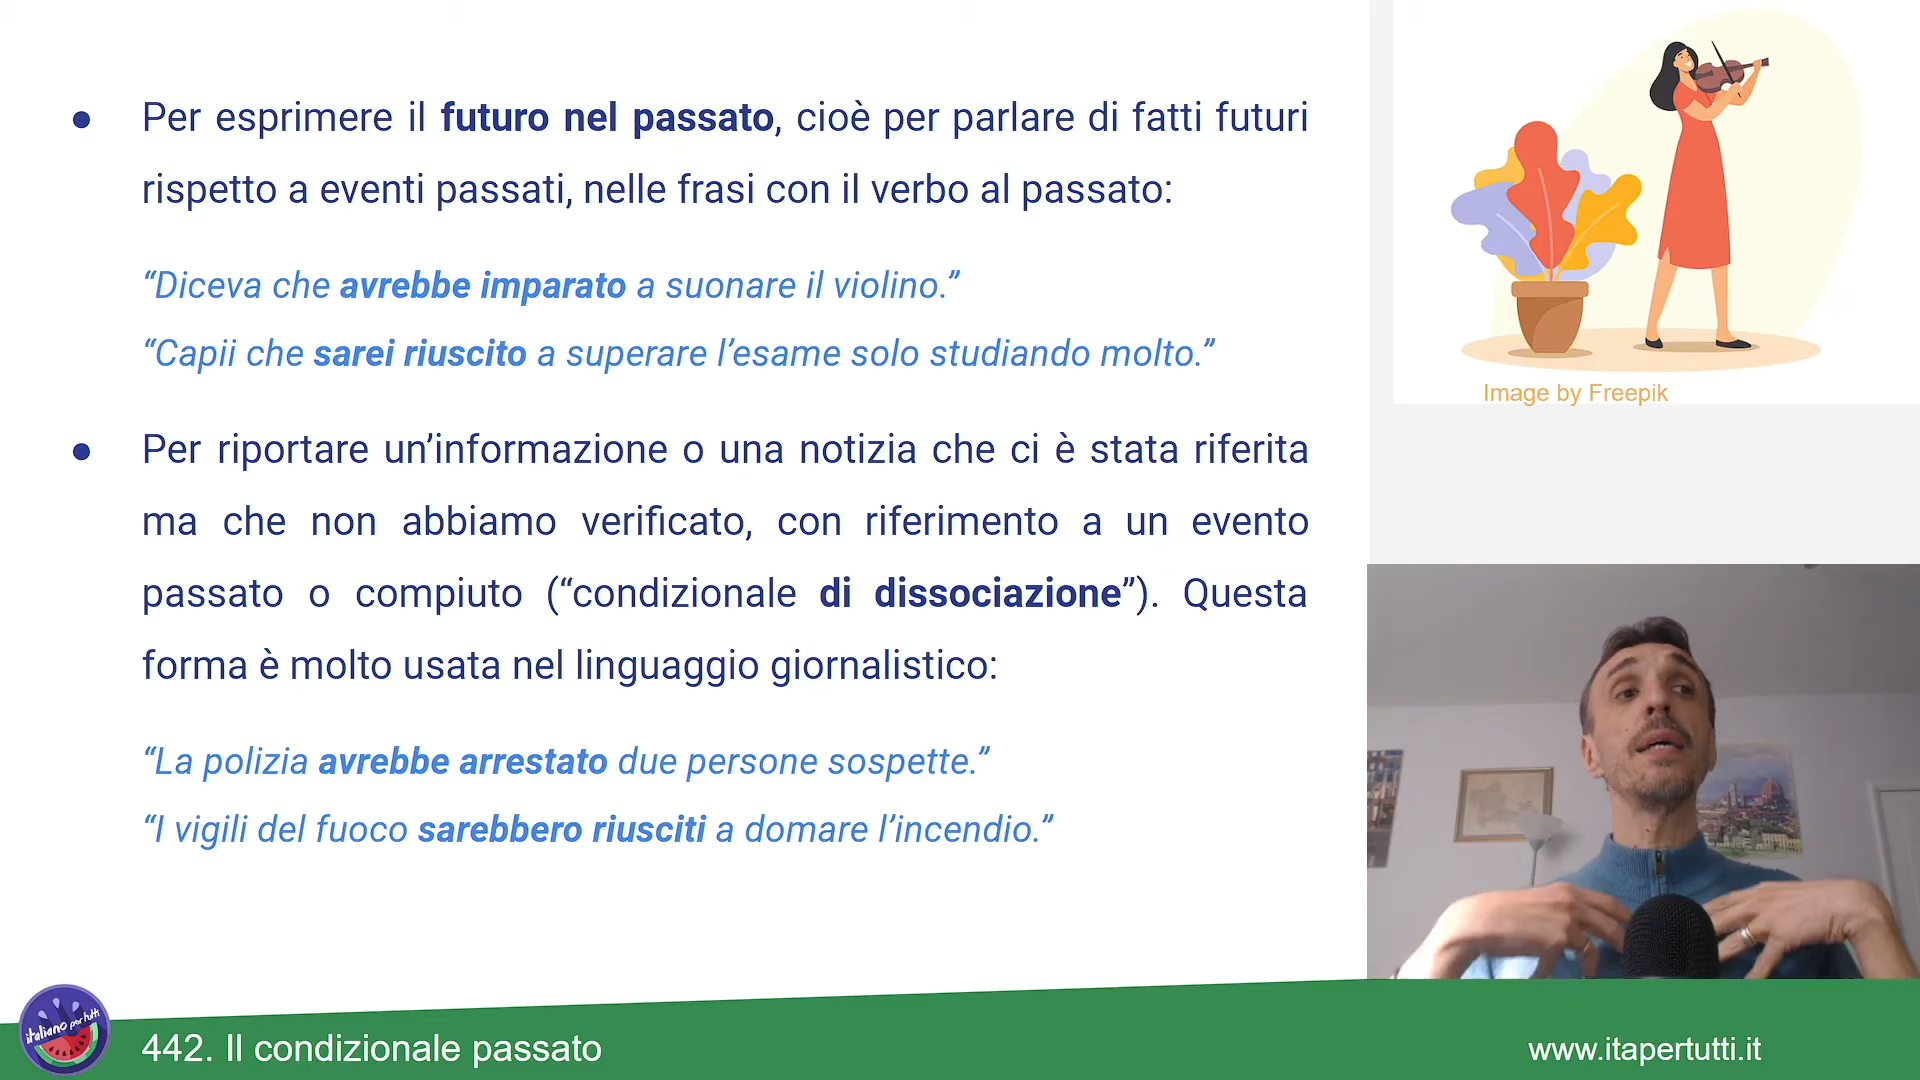 • Per esprimere il futuro nel passato, cioè per parlare di fatti futuri
rispetto a eventi passati, nelle frasi con il verbo al passato:
“Diceva che avrebbe imparato a suonare il violino.”
“Capii che sarei riuscito a superare l’esame solo studiando molto.”
• Per riportare un’informazione o una notizia che ci è stata riferita
ma che non abbiamo verificato, con riferimento a un evento
passato o compiuto (“condizionale di dissociazione”). Questa
forma è molto usata nel linguaggio giornalistico:
“La polizia avrebbe arrestato due persone sospette.”
“I vigili del fuoco sarebbero riusciti a domare l’incendio.”
Image by Freepik
italiano per tutti
442. Il condizionale passato
www.itapertutti.it